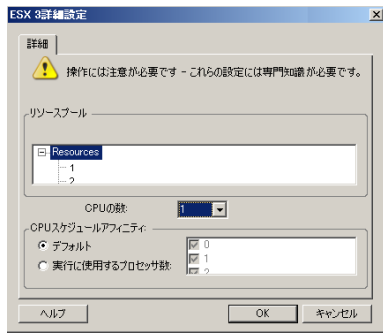 ESX 3詳細設定
詳細
操作には注意が必要です - これらの設定には専門知識が必要です。
リソースプール
Resources
1
2
CPUの数:
1
CPUスケジュールアフィニティ:
デフォルト
0
実行に使用するプロセッサ数:
1
2
ヘルプ
OK
キャンセル